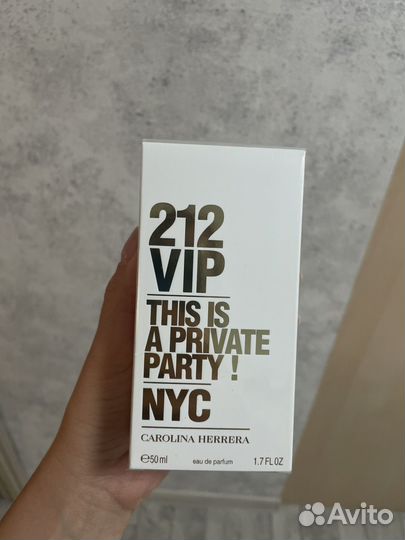 212
VIP
THIS IS
A PRIVATE
PARTY !
NYC
CAROLINA HERRERA
℮50 ml eau de parfum 1.7 FL OZ
Avito